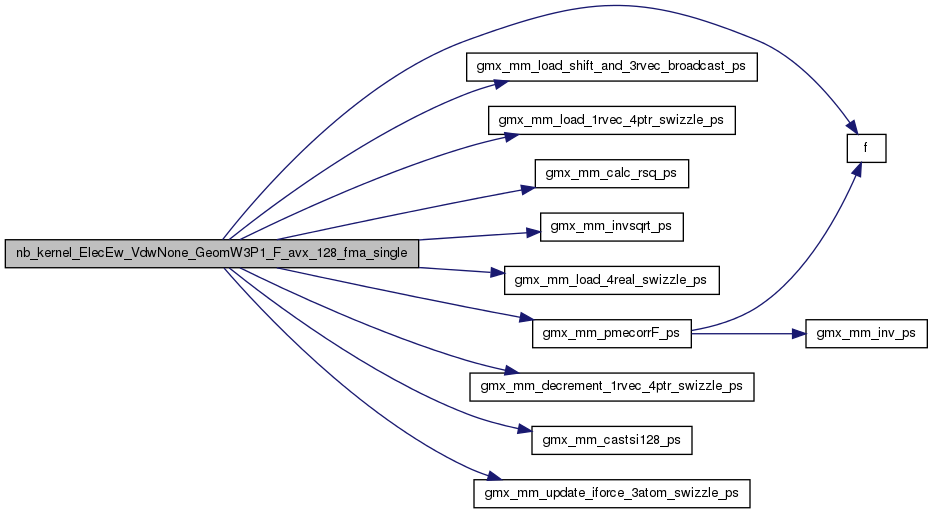 nb_kernel_ElecEw_VdwNone_GeomW3P1_F_avx_128_fma_single
gmx_mm_load_shift_and_3rvec_broadcast_ps
gmx_mm_load_1rvec_4ptr_swizzle_ps
gmx_mm_calc_rsq_ps
gmx_mm_invsqrt_ps
gmx_mm_load_4real_swizzle_ps
gmx_mm_pmecorrF_ps
gmx_mm_decrement_1rvec_4ptr_swizzle_ps
gmx_mm_castsi128_ps
gmx_mm_update_iforce_3atom_swizzle_ps
f
gmx_mm_inv_ps